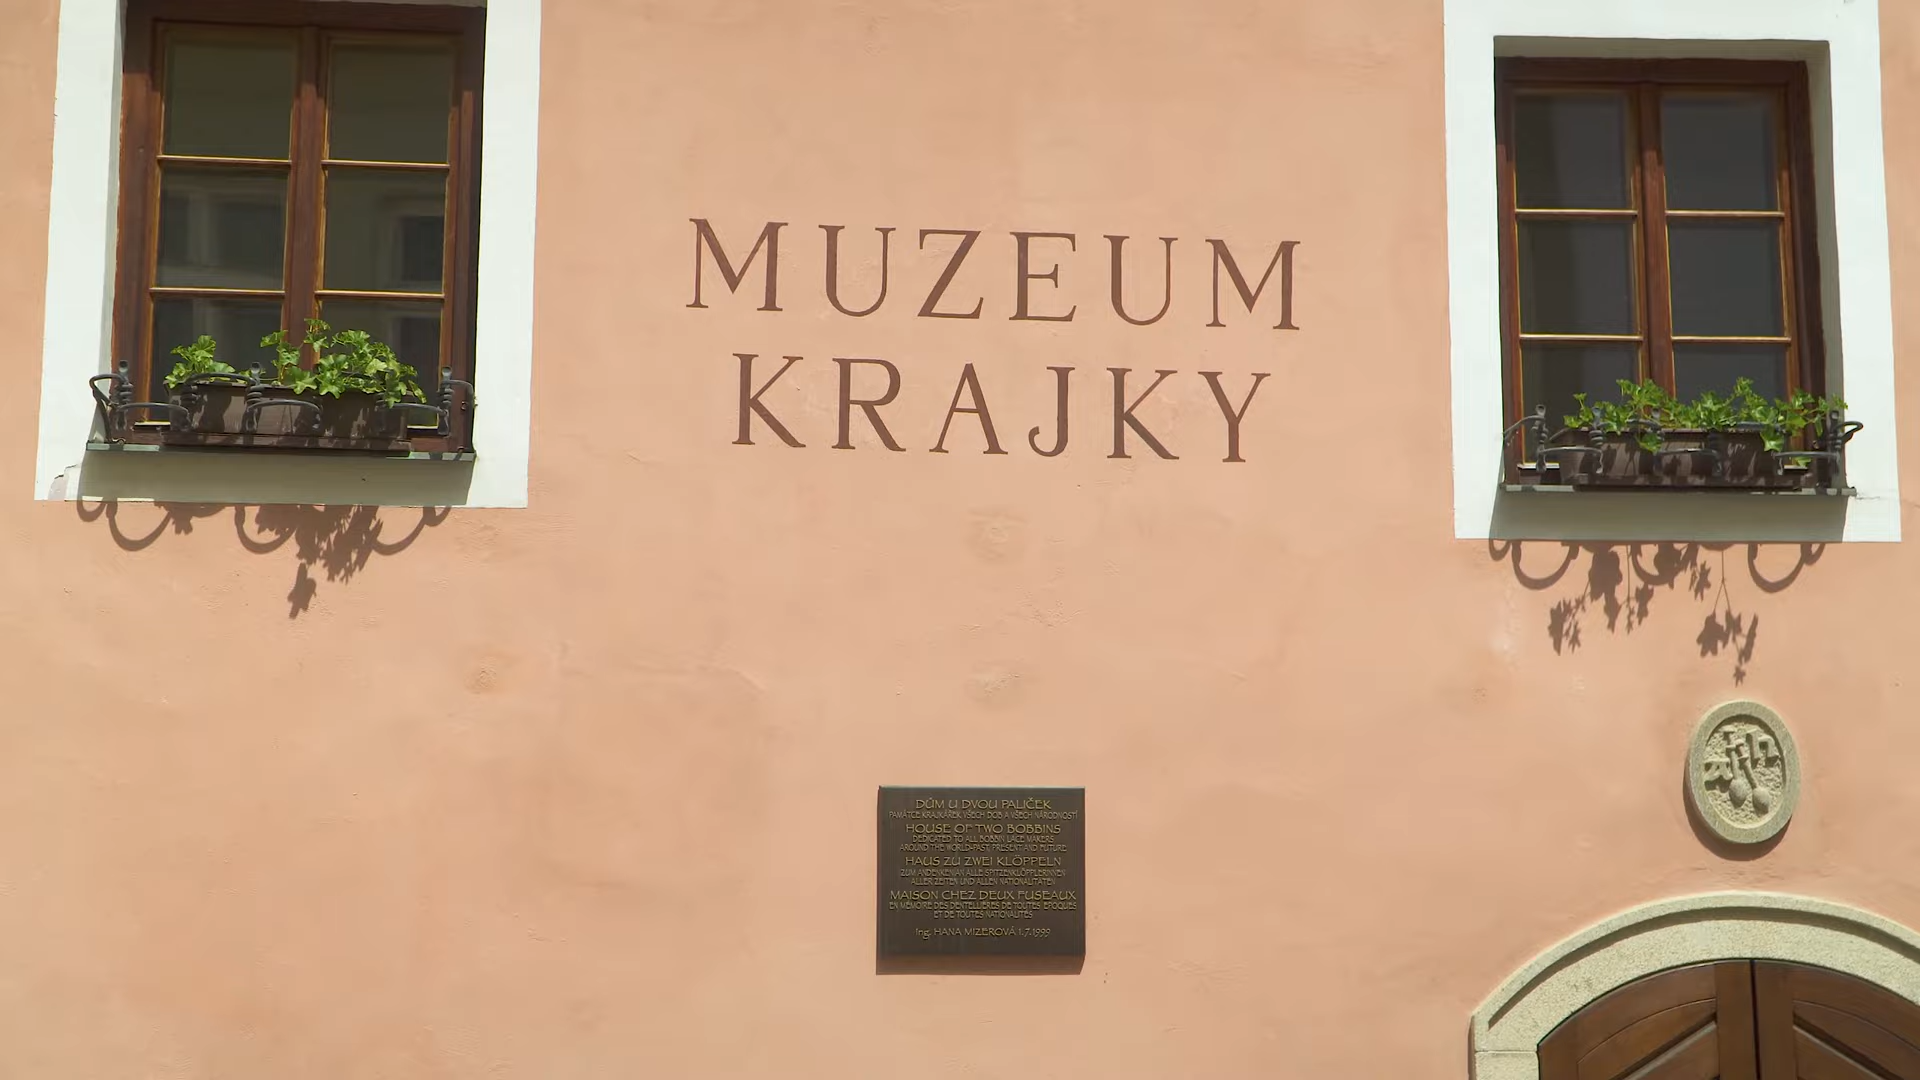 MUZEUM
KRAJKY
DŮM U DVOU PALIČEK
PAMÁTCE KRAJKÁŘEK VŠECH DOB A VŠECH NÁRODNOSTÍ
HOUSE OF TWO BOBBINS
DEDICATED TO ALL BOBBIN LACE MAKERS
AROUND THE WORLD-PAST, PRESENT AND FUTURE
HAUS ZU ZWEI KLÖPPELN
ZUM ANDENKEN AN ALLE SPITZENKLÖPPLERINNEN
ALLER ZEITEN UND ALLEN NATIONALITÄTEN
MAISON CHEZ DEUX FUSEAUX
EN MÉMOIRE DES DENTELLIÈRES DE TOUTES EPOQUES
ET DE TOUTES NATIONALITÉS
Ing. HANA MIZEROVÁ 1.7.1999